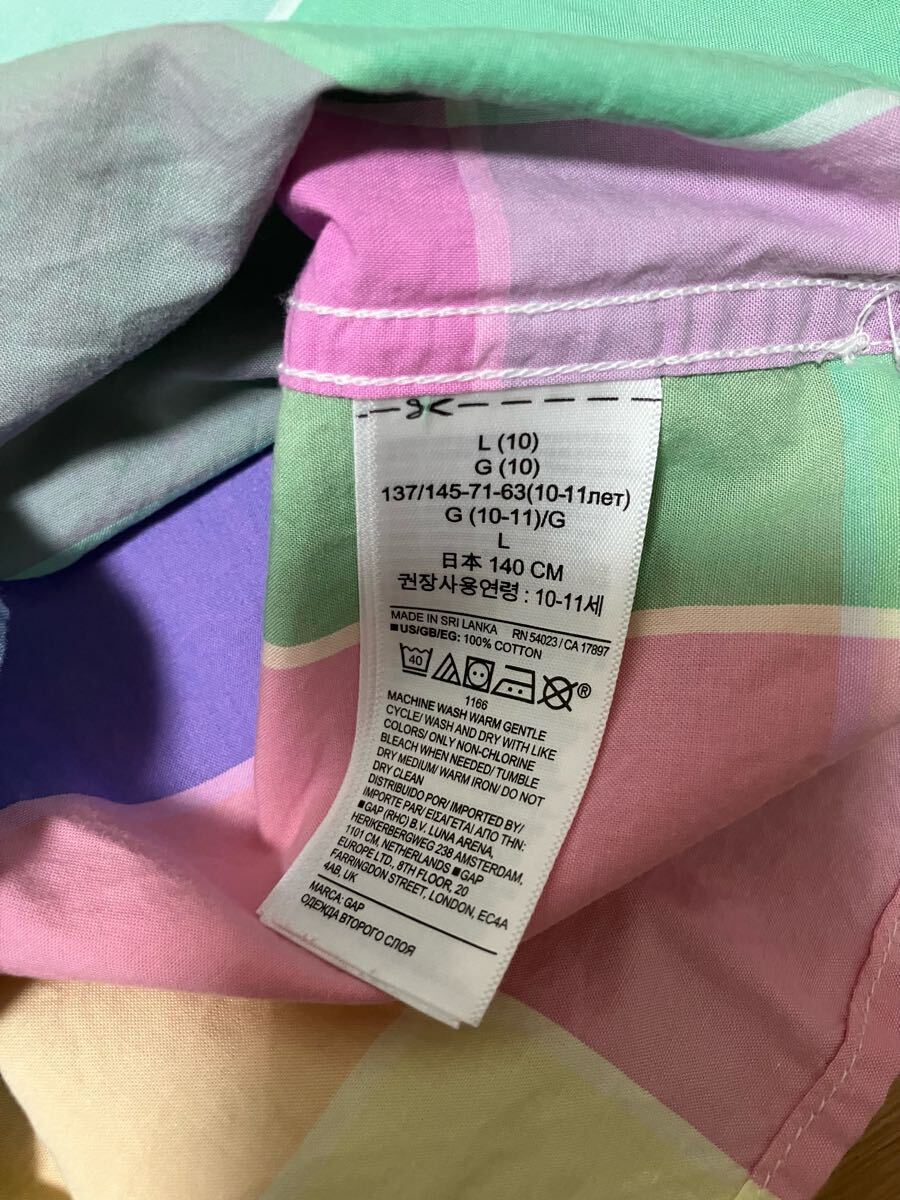 L (10)
G (10)
137/145-71-63(10-11лет)
G (10-11)/G
L
日本 140 CM
권장사용연령 : 10-11세
MADE IN SRI LANKA RN 54023 / CA 17897
■ US/GB/EG: 100% COTTON
40
®
1166
MACHINE WASH WARM GENTLE
CYCLE/ WASH AND DRY WITH LIKE
COLORS/ ONLY NON-CHLORINE
BLEACH WHEN NEEDED/ TUMBLE
DRY MEDIUM/ WARM IRON/ DO NOT
DRY CLEAN
DISTRIBUIDO POR/ IMPORTED BY/
IMPORTE PAR/ ΕΙΣΑΓΕΤΑΙ ΑΠΟ ΤΗΝ:
■GAP (RHC) B.V. LUNA ARENA,
HERIKERBERGWEG 238 AMSTERDAM,
1101 CM, NETHERLANDS ■GAP
EUROPE LTD., 8TH FLOOR, 20
FARRINGDON STREET, LONDON, EC4A
4AB, UK
MARCA: GAP
ОДЕЖДА ВТОРОГО СЛОЯ